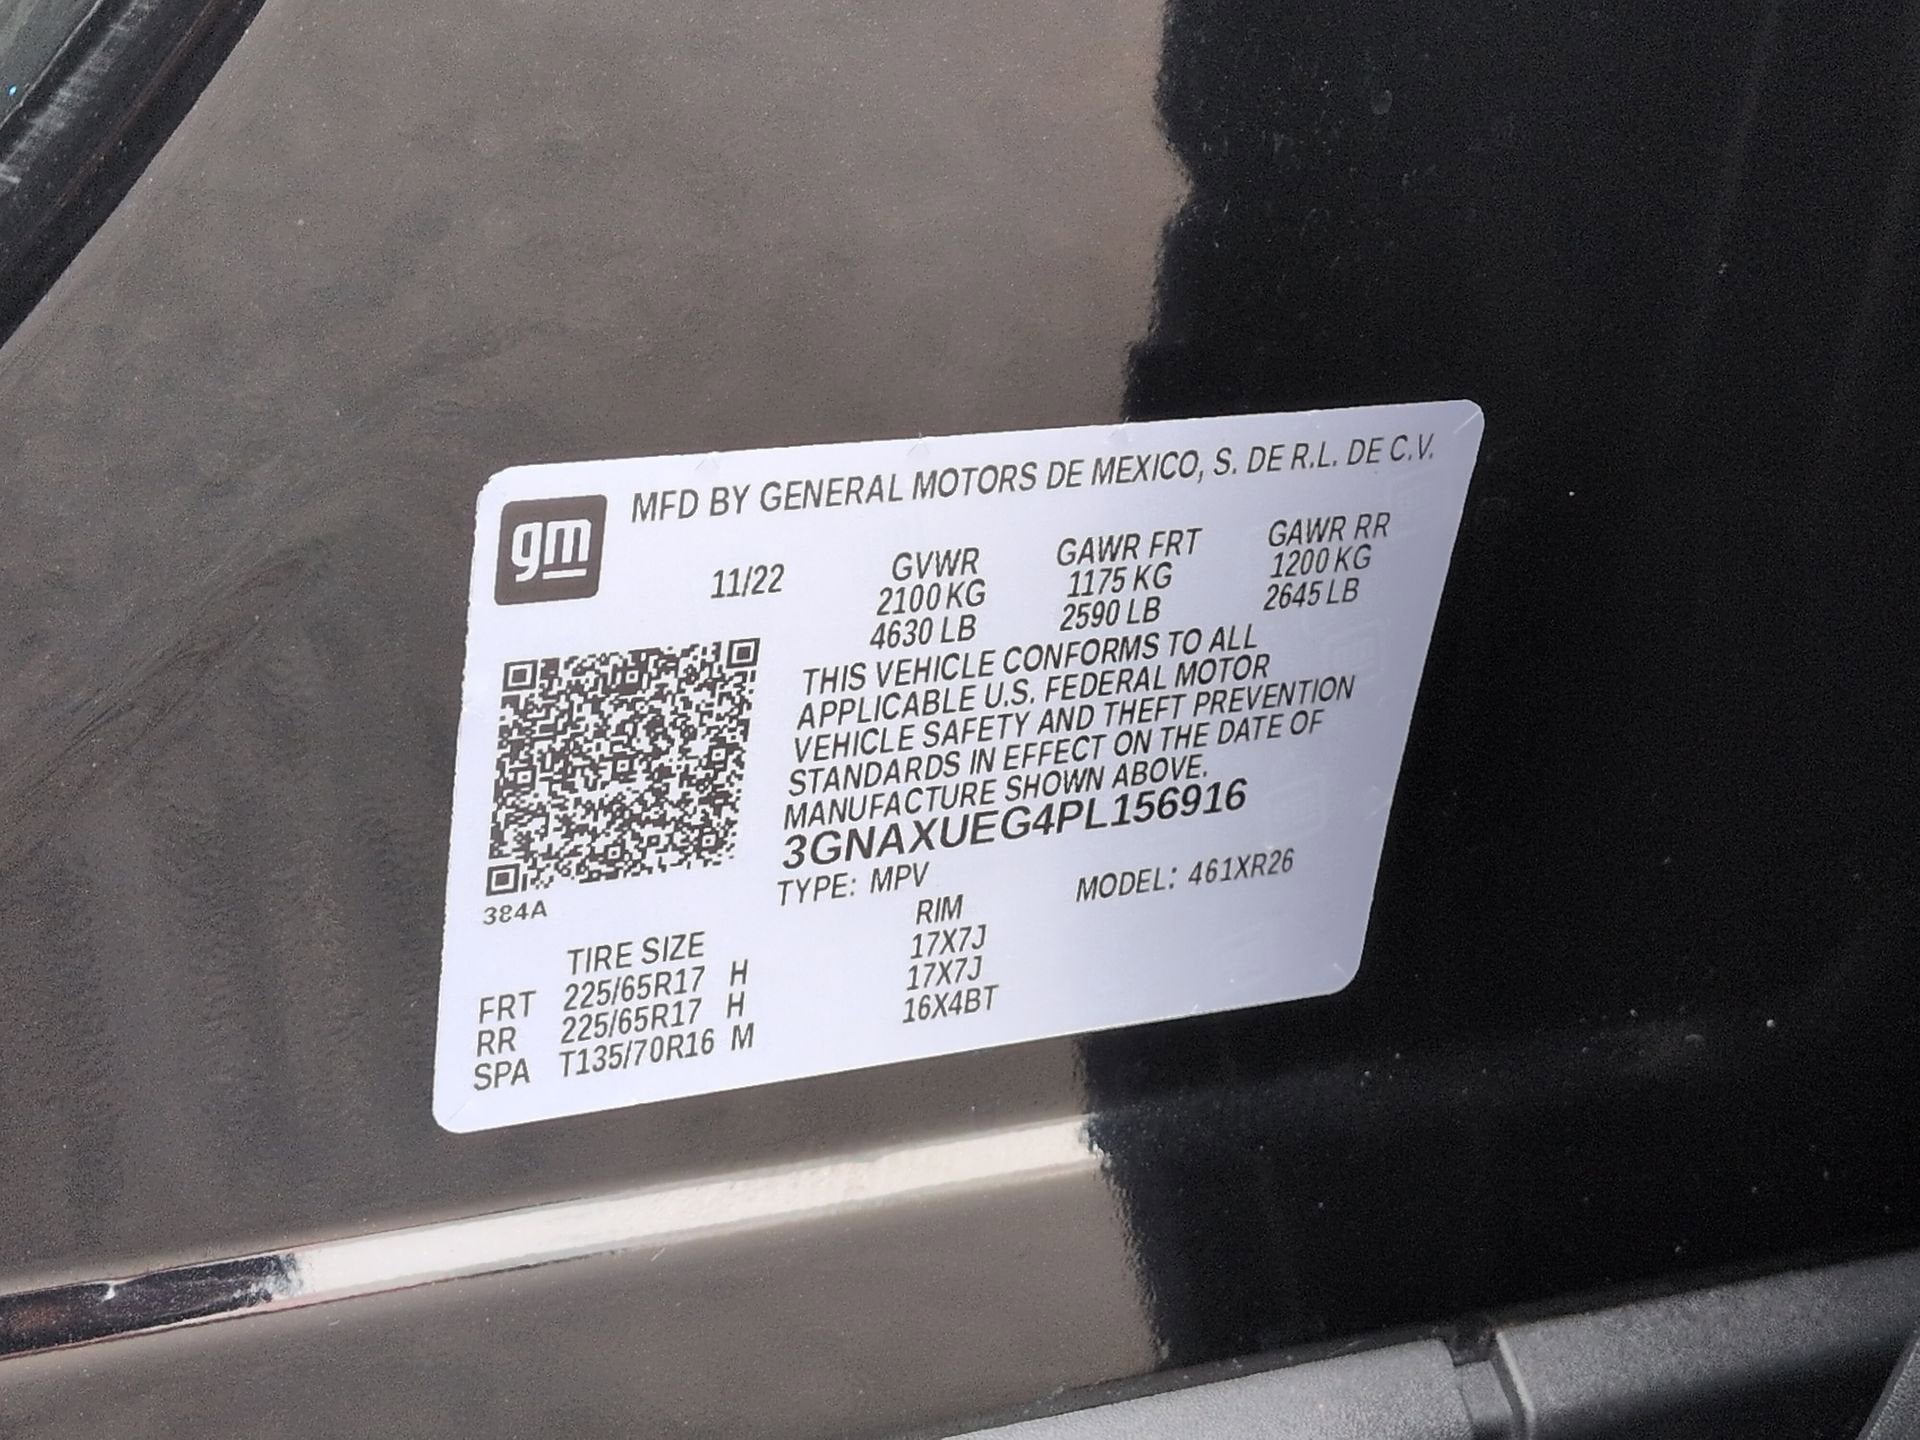 gm
MFD BY GENERAL MOTORS DE MEXICO, S. DE R.L. DE C.V.
11/22 GVWR GAWR FRT GAWR RR
2100 KG 1175 KG 1200 KG
4630 LB 2590 LB 2645 LB
THIS VEHICLE CONFORMS TO ALL
APPLICABLE U.S. FEDERAL MOTOR
VEHICLE SAFETY AND THEFT PREVENTION
STANDARDS IN EFFECT ON THE DATE OF
MANUFACTURE SHOWN ABOVE.
3GNAXUEG4PL156916
TYPE: MPV MODEL: 461XR26
384A
TIRE SIZE RIM
FRT 225/65R17 H 17X7J
RR 225/65R17 H 17X7J
SPA T135/70R16 M 16X4BT